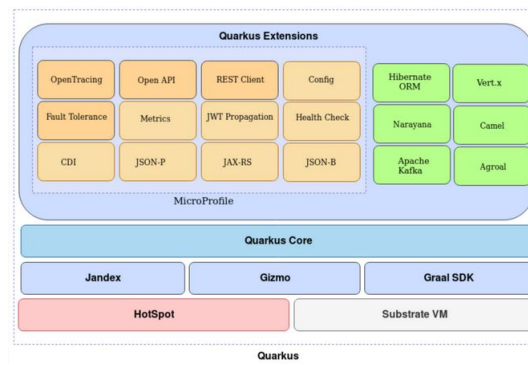 Quarkus Extensions
OpenTracing
Open API
REST Client
Config
Hibernate
ORM
Vert.x
Fault Tolerance
Metrics
JWT Propagation
Health Check
Narayana
Camel
CDI
JSON-P
JAX-RS
JSON-B
Apache
Kafka
Agroal
MicroProfile
Quarkus Core
Jandex
Gizmo
Graal SDK
HotSpot
Substrate VM
Quarkus